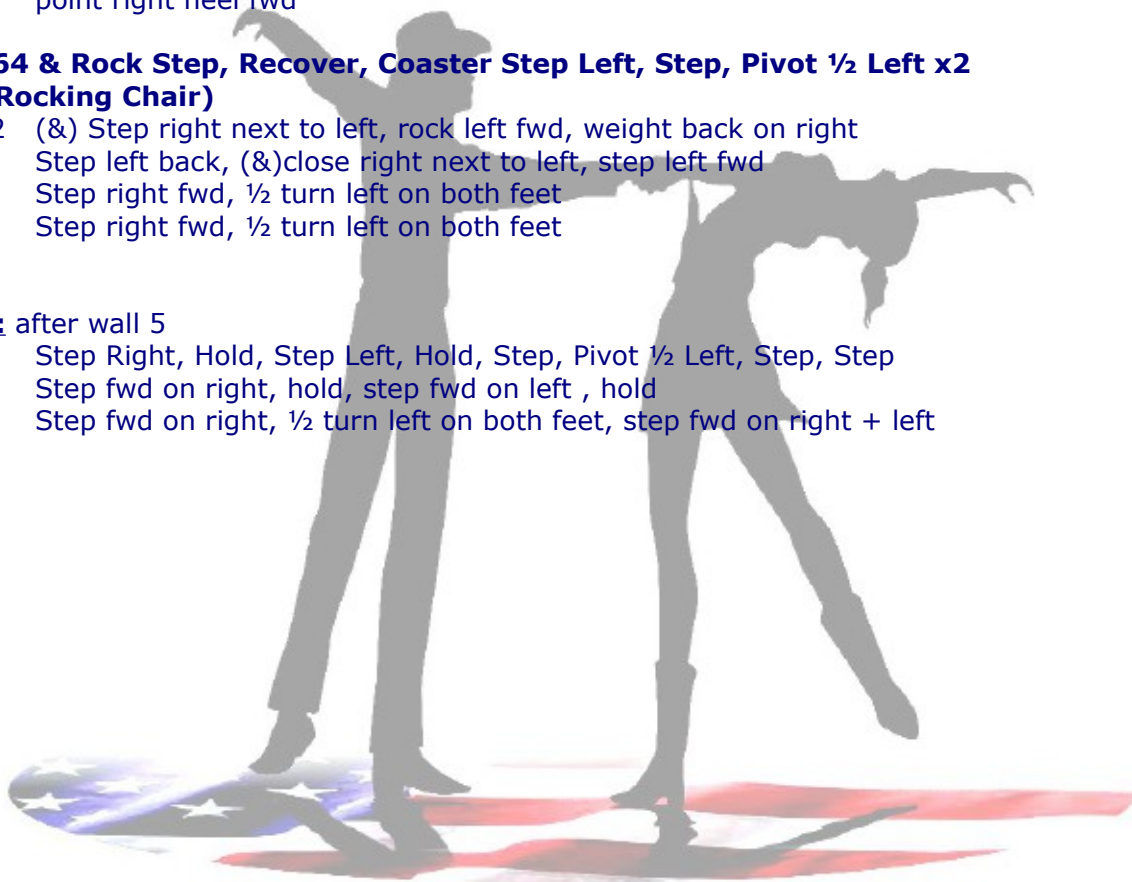 point right heel fwd
64 & Rock Step, Recover, Coaster Step Left, Step, Pivot ½ Left x2
Rocking Chair)
2 (&) Step right next to left, rock left fwd, weight back on right
Step left back, (&)close right next to left, step left fwd
Step right fwd, ½ turn left on both feet
Step right fwd, ½ turn left on both feet
: after wall 5
Step Right, Hold, Step Left, Hold, Step, Pivot ½ Left, Step, Step
Step fwd on right, hold, step fwd on left , hold
Step fwd on right, ½ turn left on both feet, step fwd on right + left